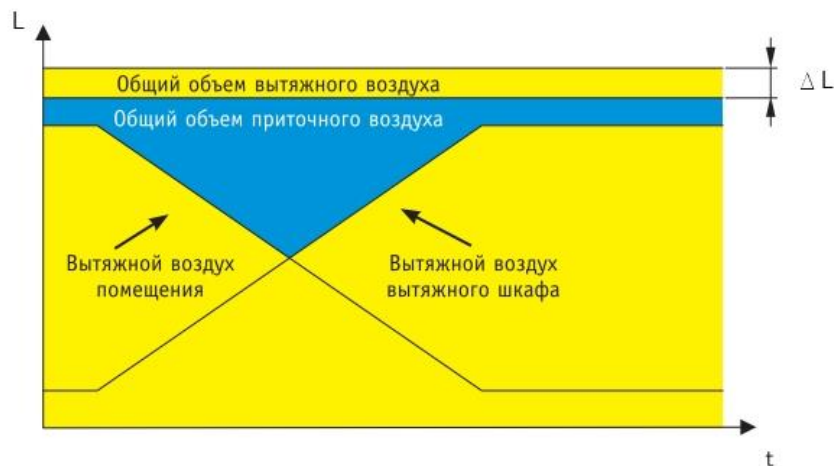 L
Общий объем вытяжного воздуха
Δ L
Общий объем приточного воздуха
Вытяжной воздух
помещения
Вытяжной воздух
вытяжного шкафа
t